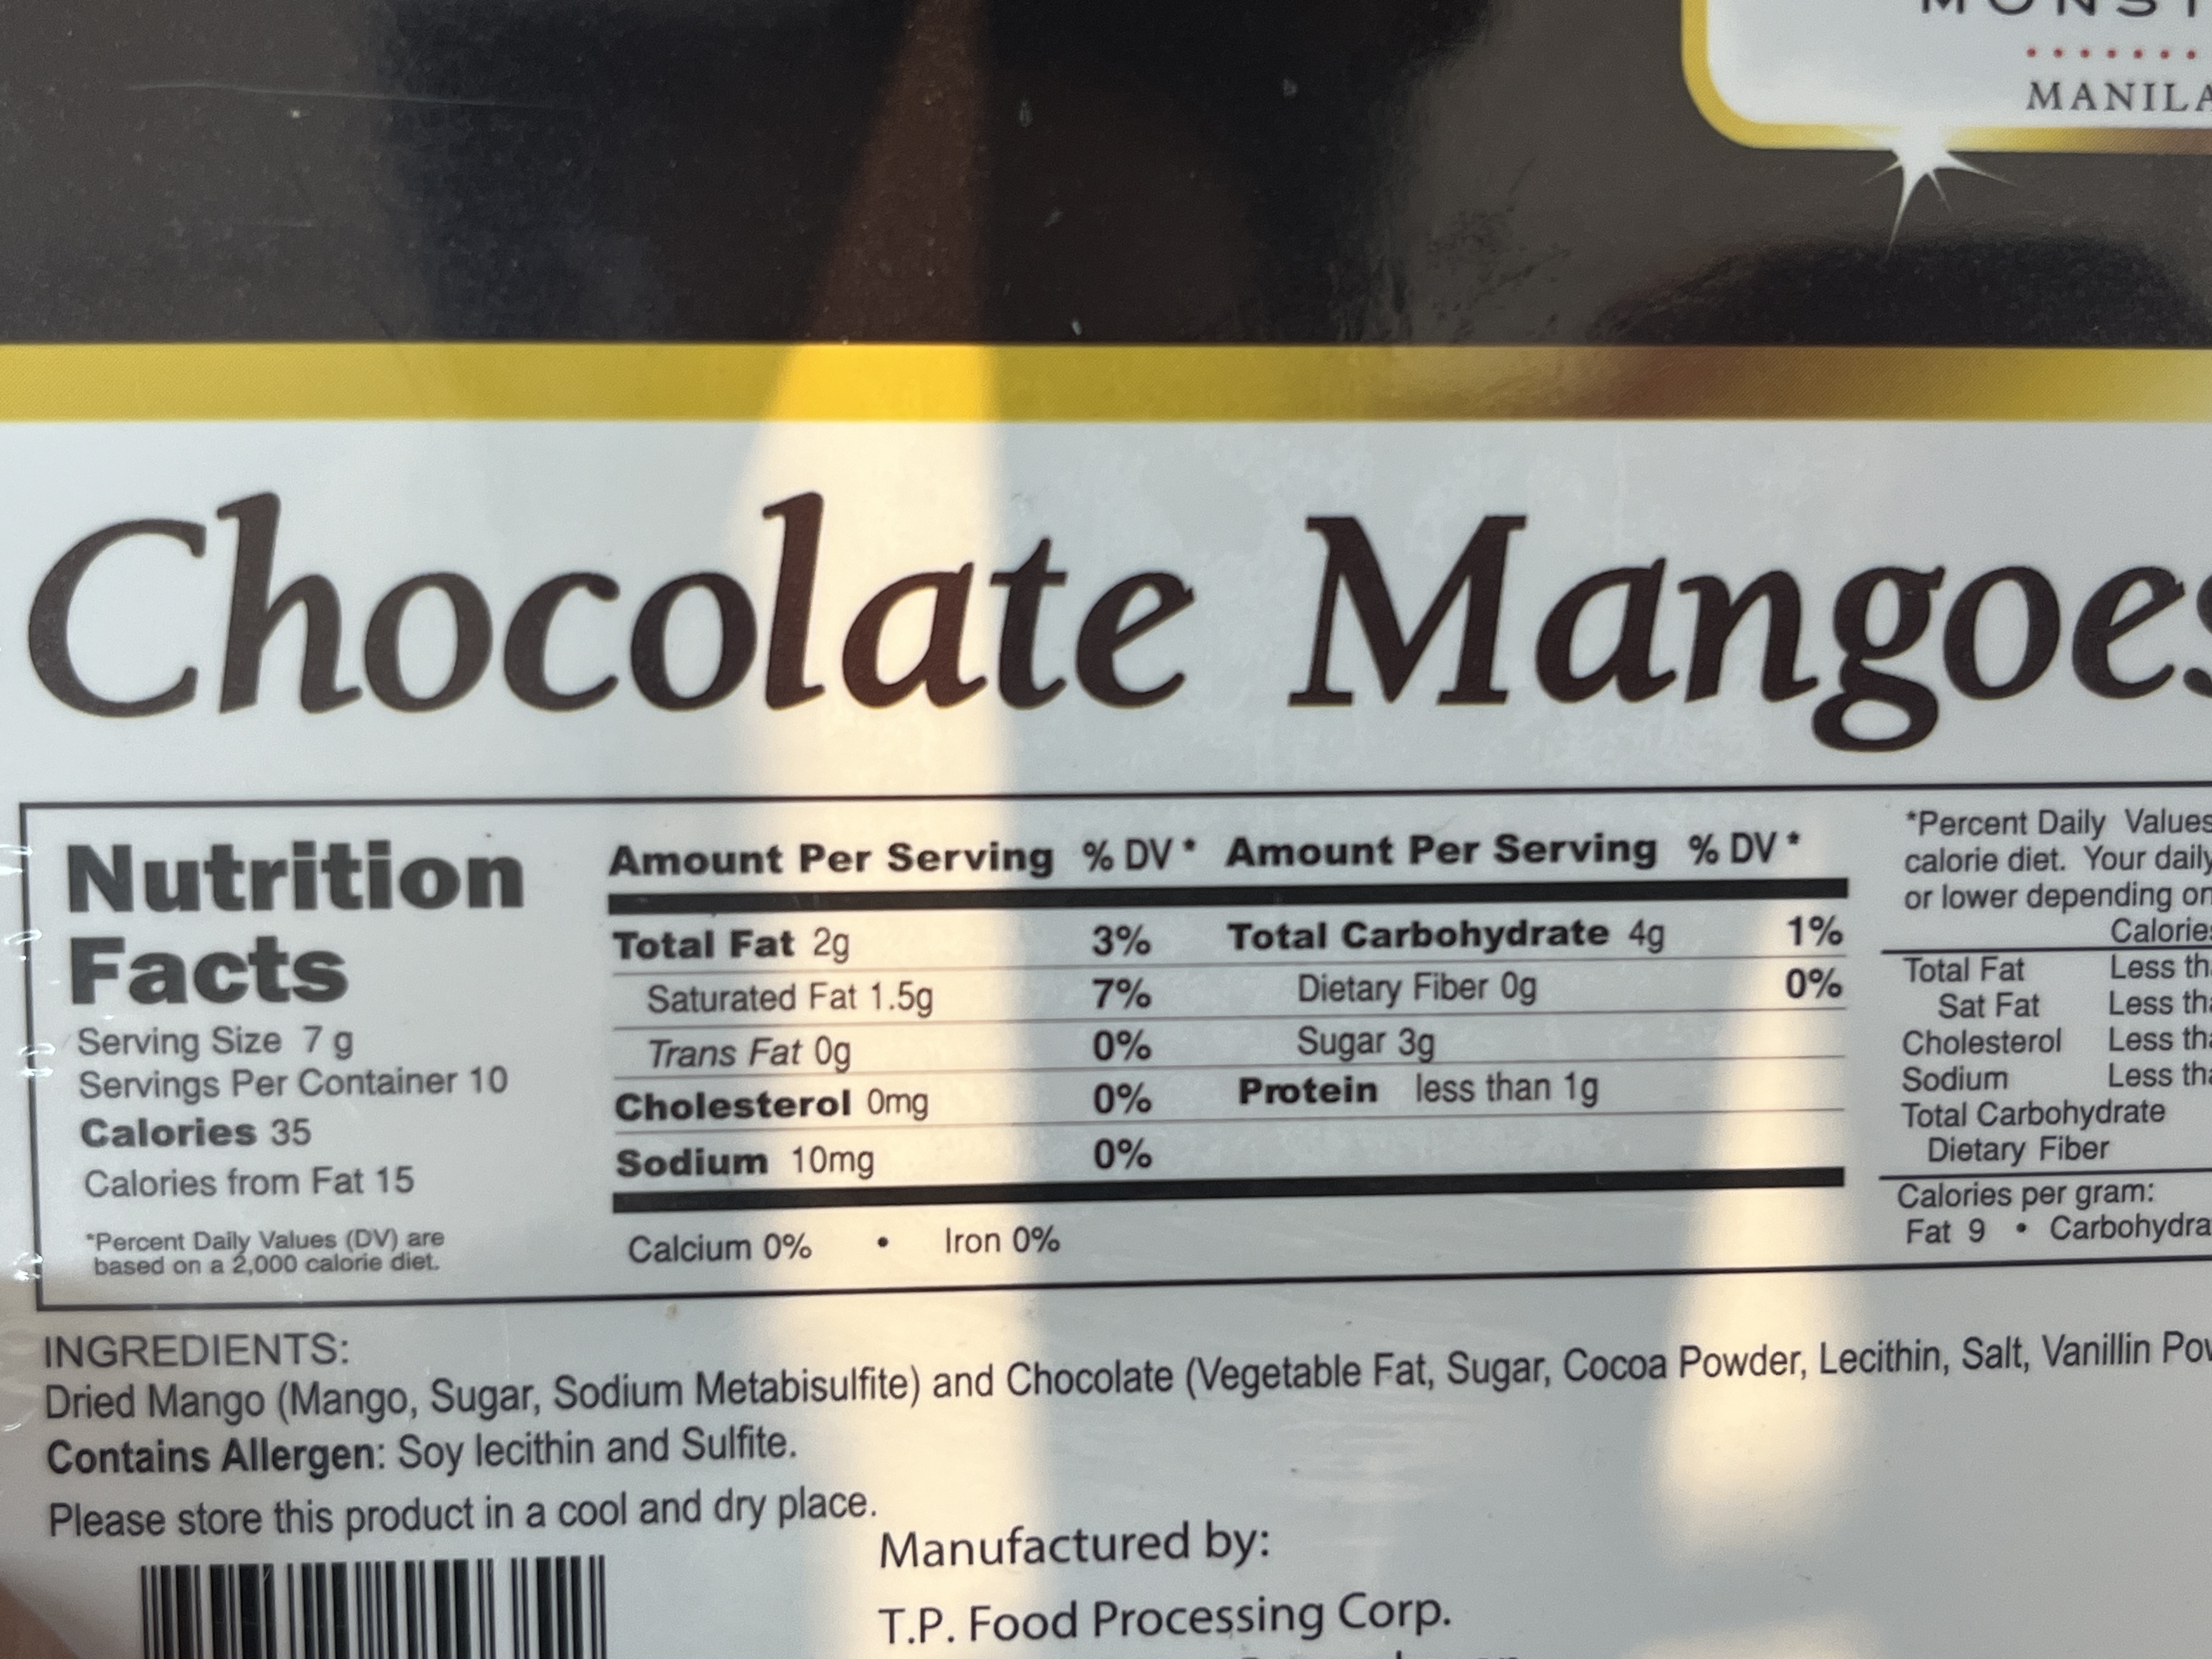 MANILA
Chocolate Mangoes
Nutrition
Facts
Serving Size 7 g
Servings Per Container 10
Calories 35
Calories from Fat 15
*Percent Daily Values (DV) are
based on a 2,000 calorie diet.
Amount Per Serving % DV*
Total Fat 2g 3%
Saturated Fat 1.5g 7%
Trans Fat 0g 0%
Cholesterol 0mg 0%
Sodium 10mg 0%
Calcium 0% • Iron 0%
Amount Per Serving % DV*
Total Carbohydrate 4g 1%
Dietary Fiber 0g 0%
Sugar 3g
Protein less than 1g
*Percent Daily Values
calorie diet. Your daily
or lower depending on
Calories
Total Fat Less
Sat Fat Less
Cholesterol Less
Sodium Less
Total Carbohydrate
Dietary Fiber
Calories per gram:
Fat 9 •
INGREDIENTS:
Dried Mango (Mango, Sugar, Sodium Metabisulfite) and Chocolate (Vegetable Fat, Sugar, Cocoa Powder, Lecithin, Salt, Vanillin
Contains Allergen: Soy lecithin and Sulfite.
Please store this product in a cool and dry place.
Manufactured by:
T.P. Food Processing Corp.